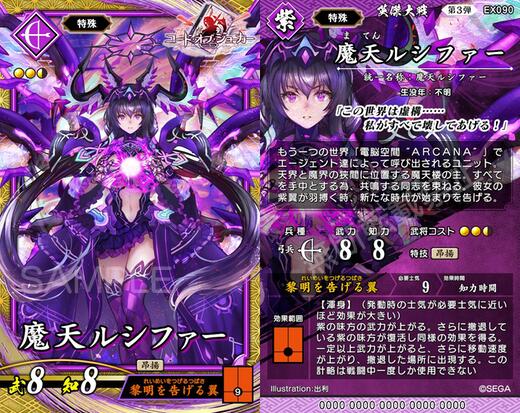 特殊
コード・オブ・ジョーカー
SAMPLE
魔天ルシファー
昂揚
武8 知8
れいめいをつげるつばさ
黎明を告げる翼
9
紫
特殊
英傑大戦
第3弾
EX090
ま てん
魔天ルシファー
統一名称:魔天ルシファー
生没年:不明
「この世界は虚構……
私がすべて壊してあげる!」
もう一つの世界「電脳空間“ARCANA”」で
エージェント達によって呼び出されるユニット。
天界と魔界の狭間に位置する魔天楼の主。すべて
を手中とする為、共鳴する同志を束ねる。彼女の
紫翼が羽搏く時、新たな時代が始まりを告げる。
兵種 武力 知力 武将コスト
弓兵 8 8
特技 昂揚
れいめいをつげるつばさ
黎明を告げる翼
必要士気 9
効果時間 知力時間
効果範囲
【渾身】(発動時の士気が必要士気に近い
ほど効果が大きい)
紫の味方の武力が上がる。さらに撤退して
いる紫の味方が復活し同様の効果を得る。
一定以上武力が上がると、さらに移動速度
が上がり、撤退した場所に出現する。この
計略は戦闘中一度しか使用できない
Illustration:出利
©SEGA
0000 0000 0000 0000 0000